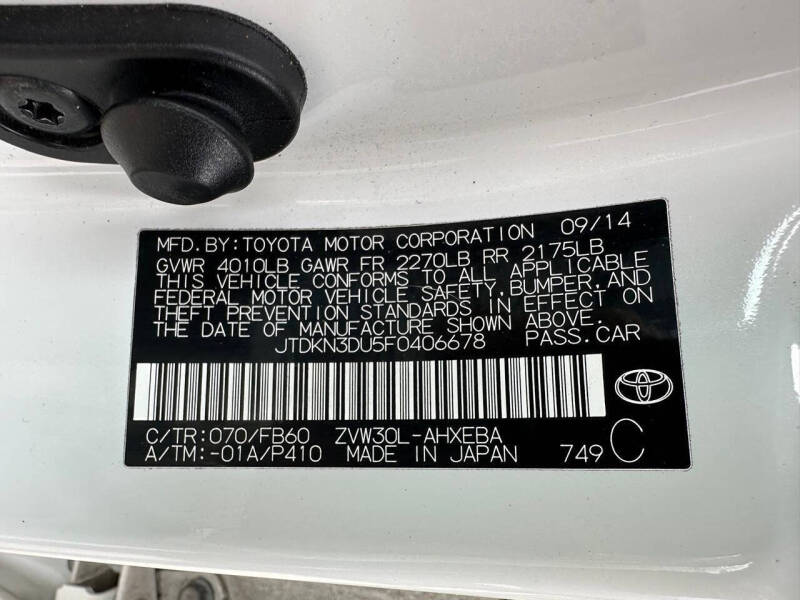 MFD. BY: TOYOTA MOTOR CORPORATION 09/14
GVWR 4010LB GAWR FR 2270LB RR 2175LB
THIS VEHICLE CONFORMS TO ALL APPLICABLE
FEDERAL MOTOR VEHICLE SAFETY, BUMPER, AND
THEFT PREVENTION STANDARDS IN EFFECT ON
THE DATE OF MANUFACTURE SHOWN ABOVE.
JTDKN3DU5F0406678 PASS.CAR
C/TR:070/FB60 ZVW30L-AHXEBA
A/TM:-01A/P410 MADE IN JAPAN 749 C